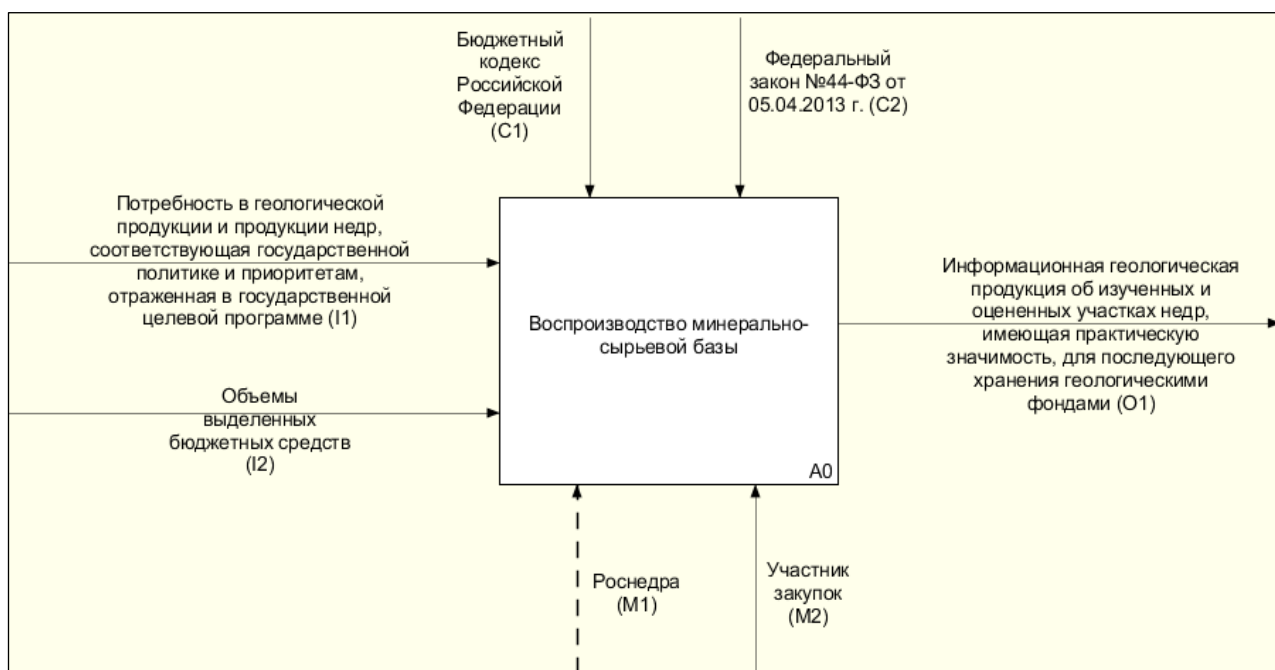 Бюджетный
кодекс
Российской
Федерации
(C1)
Федеральный
закон №44-ФЗ от
05.04.2013 г. (C2)
Потребность в геологической
продукции и продукции недр,
соответствующая государственной
политике и приоритетам,
отраженная в государственной
целевой программе (I1)
Объемы
выделенных
бюджетных средств
(I2)
Воспроизводство минерально-
сырьевой базы
A0
Информационная геологическая
продукция об изученных и
оцененных участках недр,
имеющая практическую
значимость, для последующего
хранения геологическими
фондами (O1)
Роснедра
(M1)
Участник
закупок
(M2)